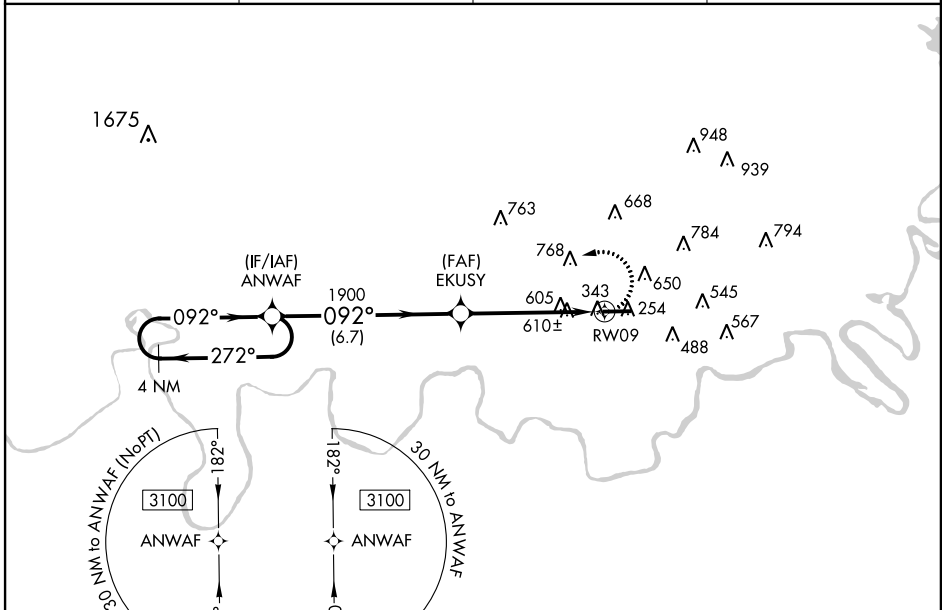 1675
948
939
763
668
784
794
768
650
(IF/IAF)
ANWAF
(FAF)
EKUSY
1900
092°
092°
(6.7)
605
343
254
545
610±
RW09
567
488
272°
4 NM
30 NM to ANWAF (NoPT)
182°
3100
ANWAF
182°
30 NM to ANWAF
3100
ANWAF